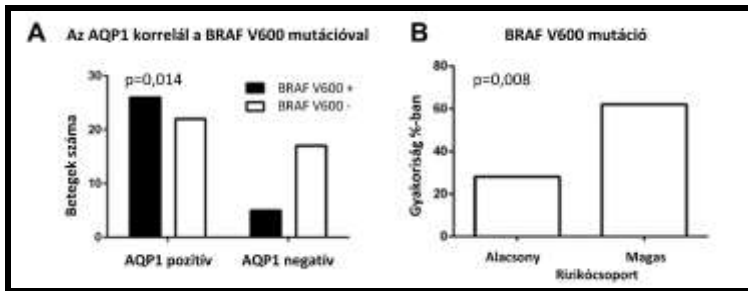 A
Az AQP1 korrelál a BRAF V600 mutációval
p=0,014
BRAF V600 +
BRAF V600 -
Betegek száma
30
20
10
0
AQP1 pozitív
AQP1 negatív
B
BRAF V600 mutáció
p=0,008
Gyakoriság %-ban
80
60
40
20
0
Alacsony
Magas
Rizikócsoport